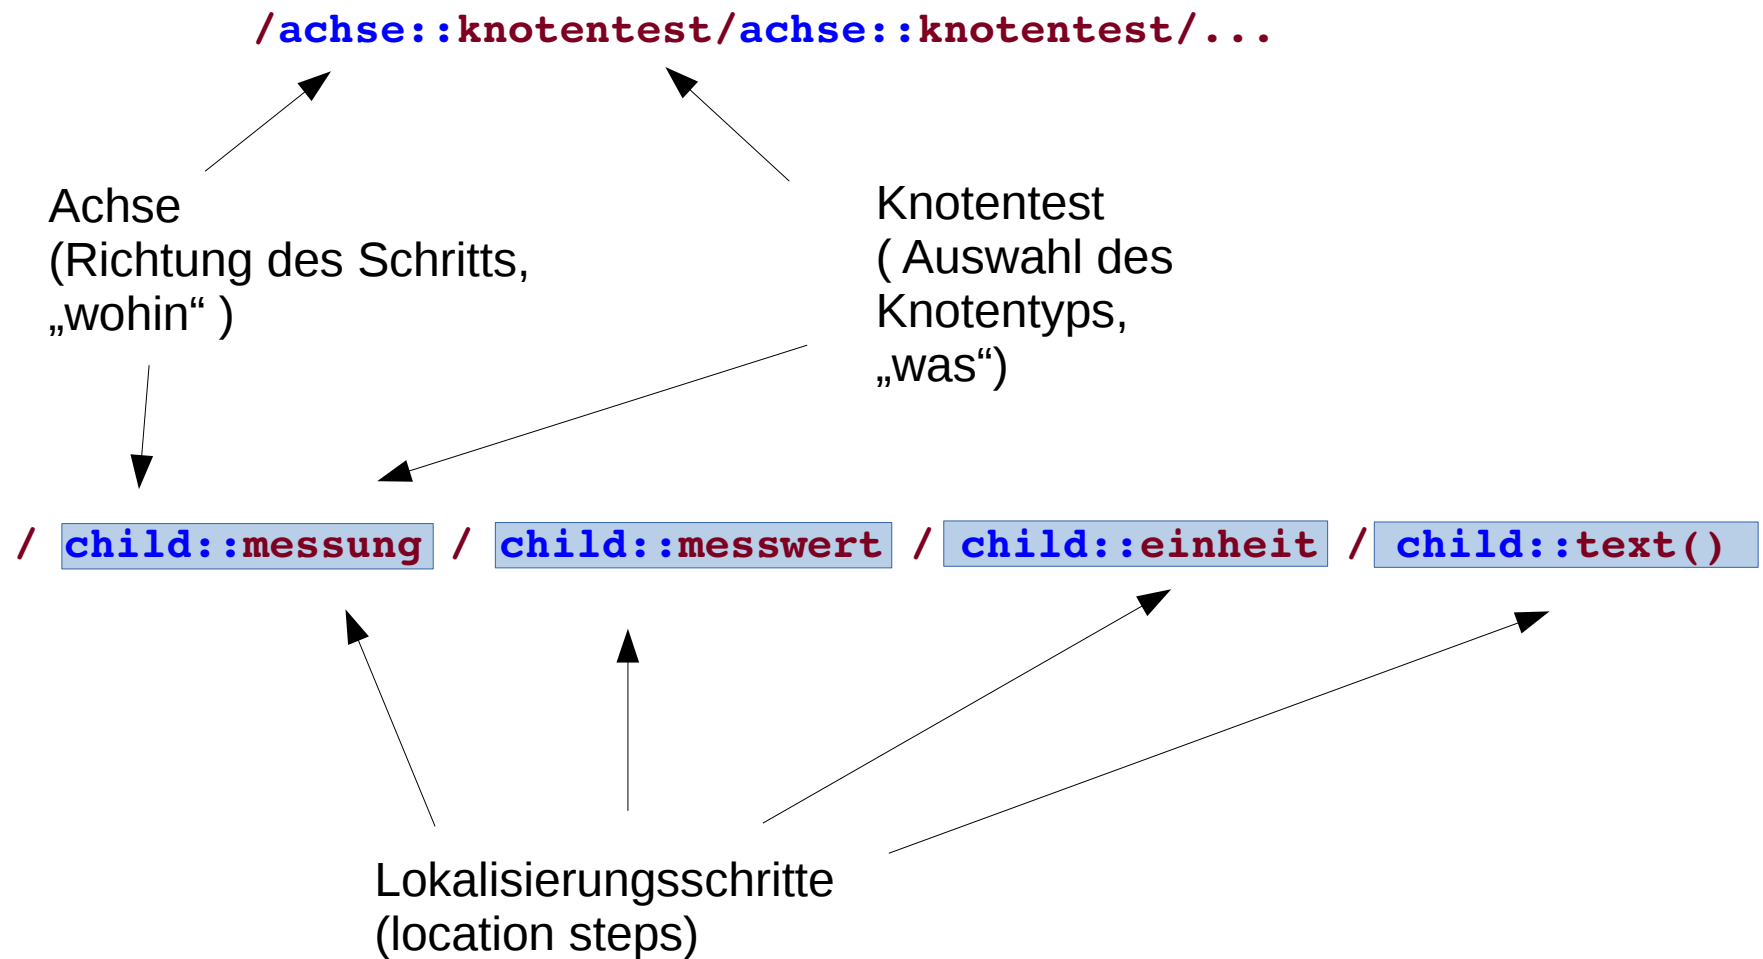 /achse::knotentest/achse::knotentest/...
Achse
(Richtung des Schritts,
„wohin“ )
Knotentest
( Auswahl des
Knotentyps,
„was“)
/ child::messung / child::messwert / child::einheit / child::text()
Lokalisierungsschritte
(location steps)